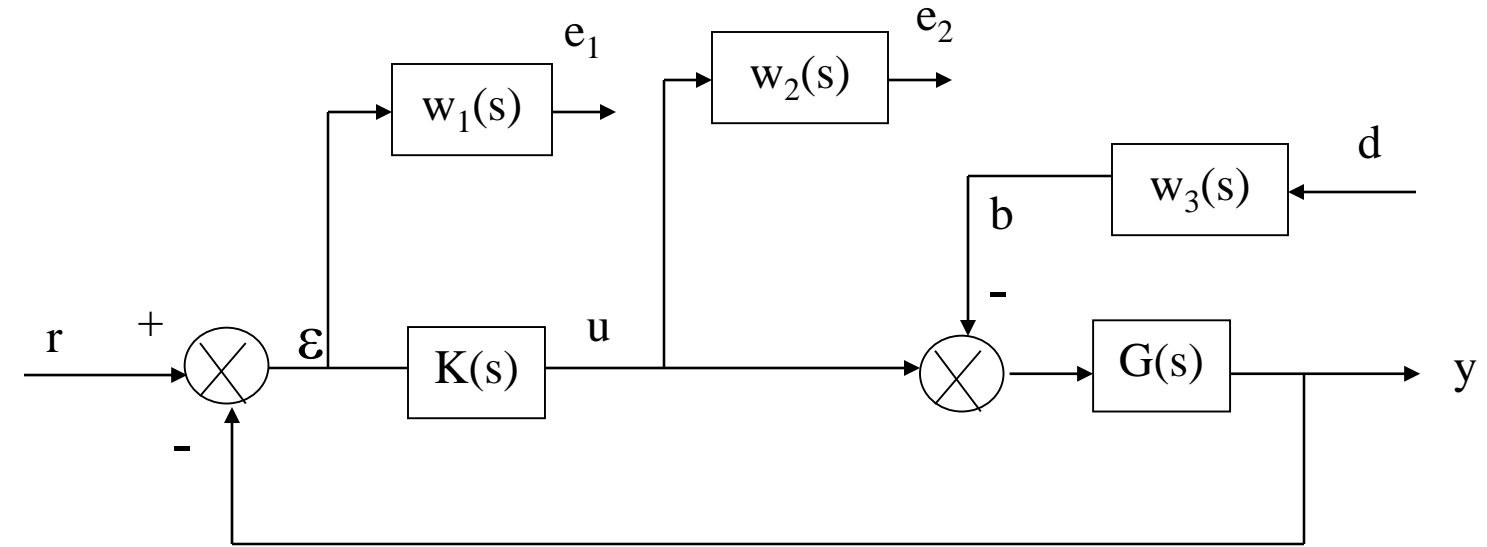 e₁
e₂
w₁(s)
w₂(s)
d
w₃(s)
b
-
r
+
ε
K(s)
u
G(s)
y
-